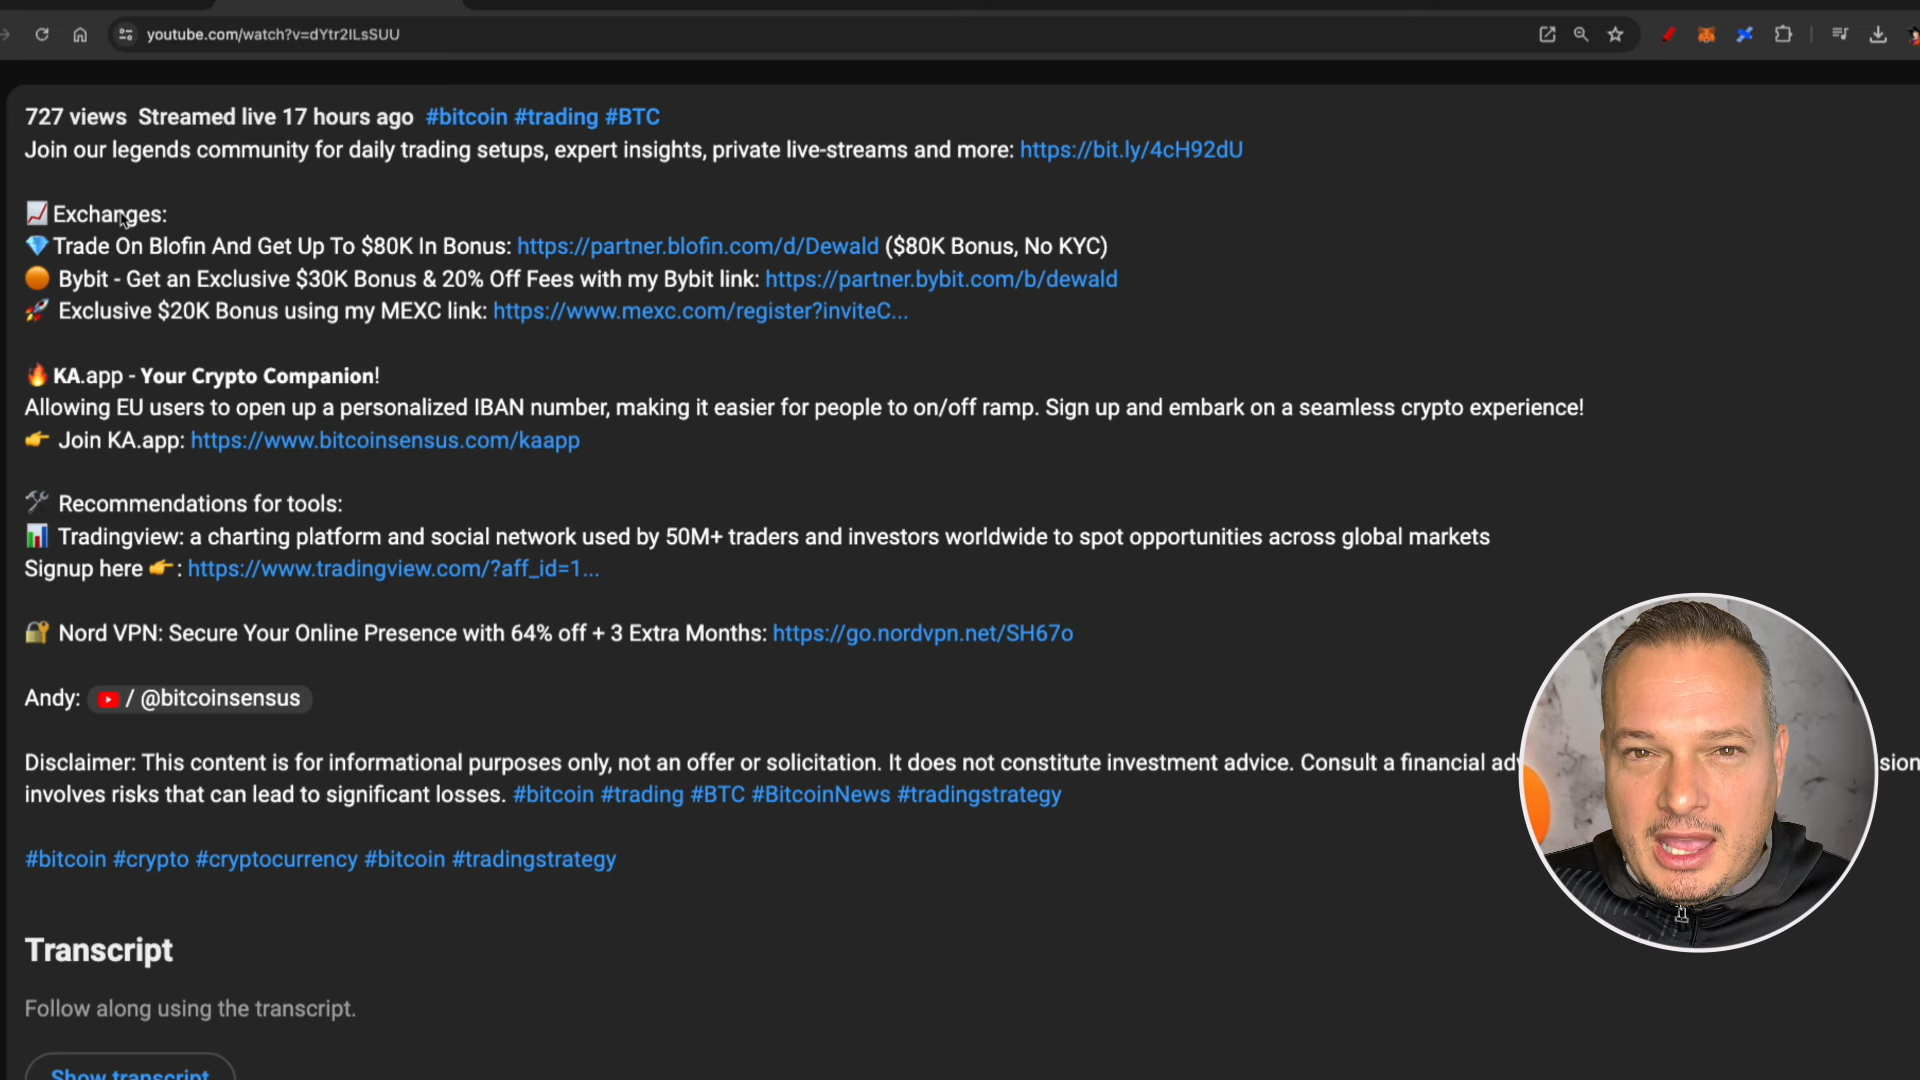 youtube.com/watch?v=dYtr2ILsSUU
727 views Streamed live 17 hours ago #bitcoin #trading #BTC
Join our legends community for daily trading setups, expert insights, private live-streams and more: https://bit.ly/4cH92dU
📈 Exchanges:
💎 Trade On Blofin And Get Up To $80K In Bonus: https://partner.blofin.com/d/Dewald ($80K Bonus, No KYC)
🟠 Bybit - Get an Exclusive $30K Bonus & 20% Off Fees with my Bybit link: https://partner.bybit.com/b/dewald
🚀 Exclusive $20K Bonus using my MEXC link: https://www.mexc.com/register?inviteC...
🔥 KA.app - Your Crypto Companion!
Allowing EU users to open up a personalized IBAN number, making it easier for people to on/off ramp. Sign up and embark on a seamless crypto experience!
👉 Join KA.app: https://www.bitcoinsensus.com/kaapp
🛠 Recommendations for tools:
📊 Tradingview: a charting platform and social network used by 50M+ traders and investors worldwide to spot opportunities across global markets
Signup here 👉 : https://www.tradingview.com/?aff_id=1...
🔐 Nord VPN: Secure Your Online Presence with 64% off + 3 Extra Months: https://go.nordvpn.net/SH67o
Andy: / @bitcoinsensus
Disclaimer: This content is for informational purposes only, not an offer or solicitation. It does not constitute investment advice. Consult a financial adv sion
involves risks that can lead to significant losses. #bitcoin #trading #BTC #BitcoinNews #tradingstrategy
#bitcoin #crypto #cryptocurrency #bitcoin #tradingstrategy
Transcript
Follow along using the transcript.
Show transcript